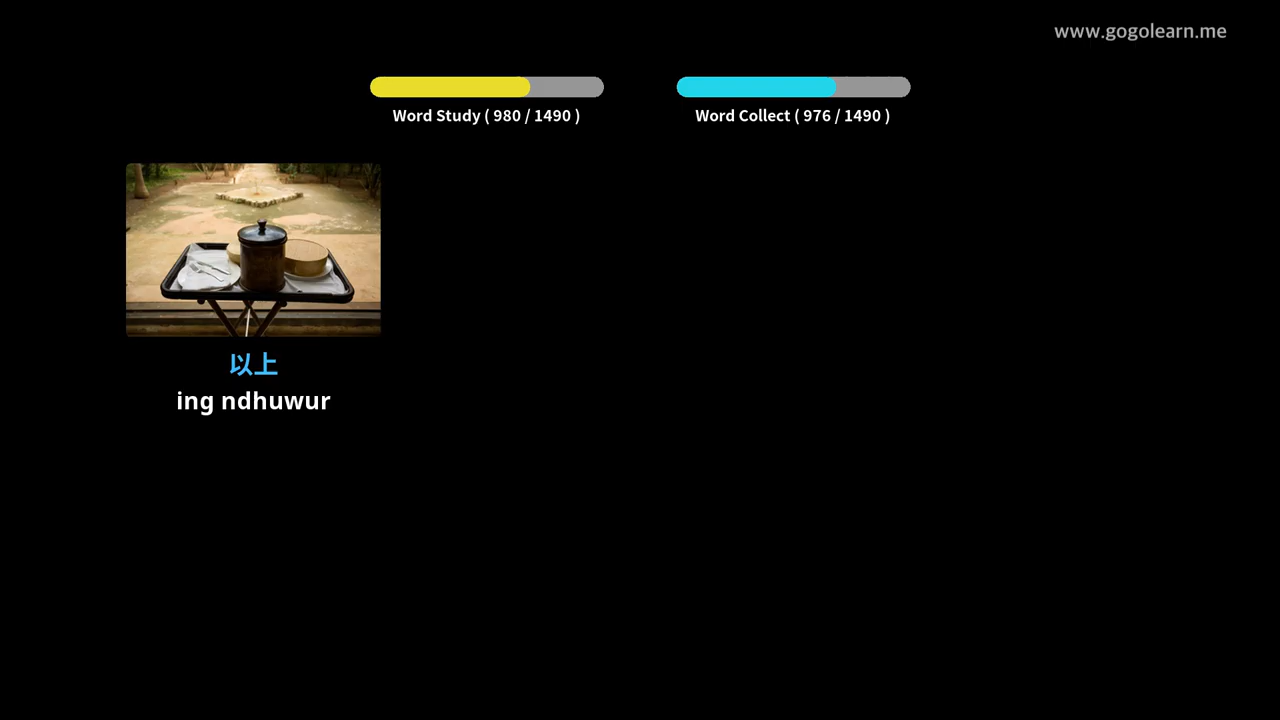 www.gogolearn.me
Word Study ( 980 / 1490 )
Word Collect ( 976 / 1490 )
以上
ing ndhuwur